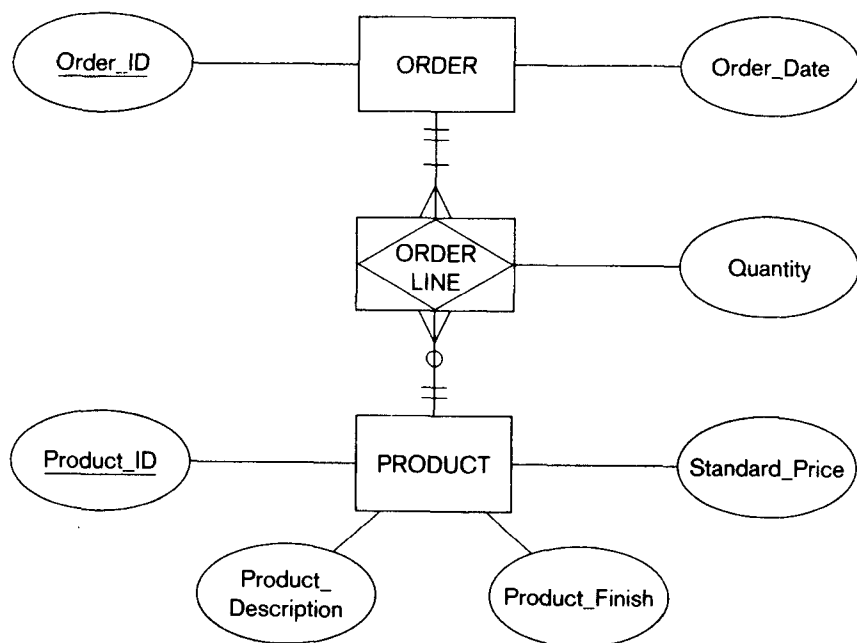 Order_ID
ORDER
Order_Date
ORDER
LINE
Quantity
Product_ID
PRODUCT
Standard_Price
Product_
Description
Product_Finish